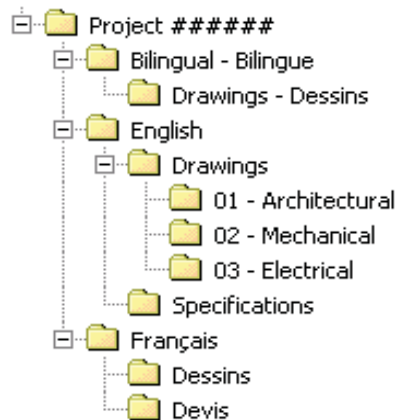 Project ######
Bilingual - Bilingue
Drawings - Dessins
English
Drawings
01 - Architectural
02 - Mechanical
03 - Electrical
Specifications
Français
Dessins
Devis